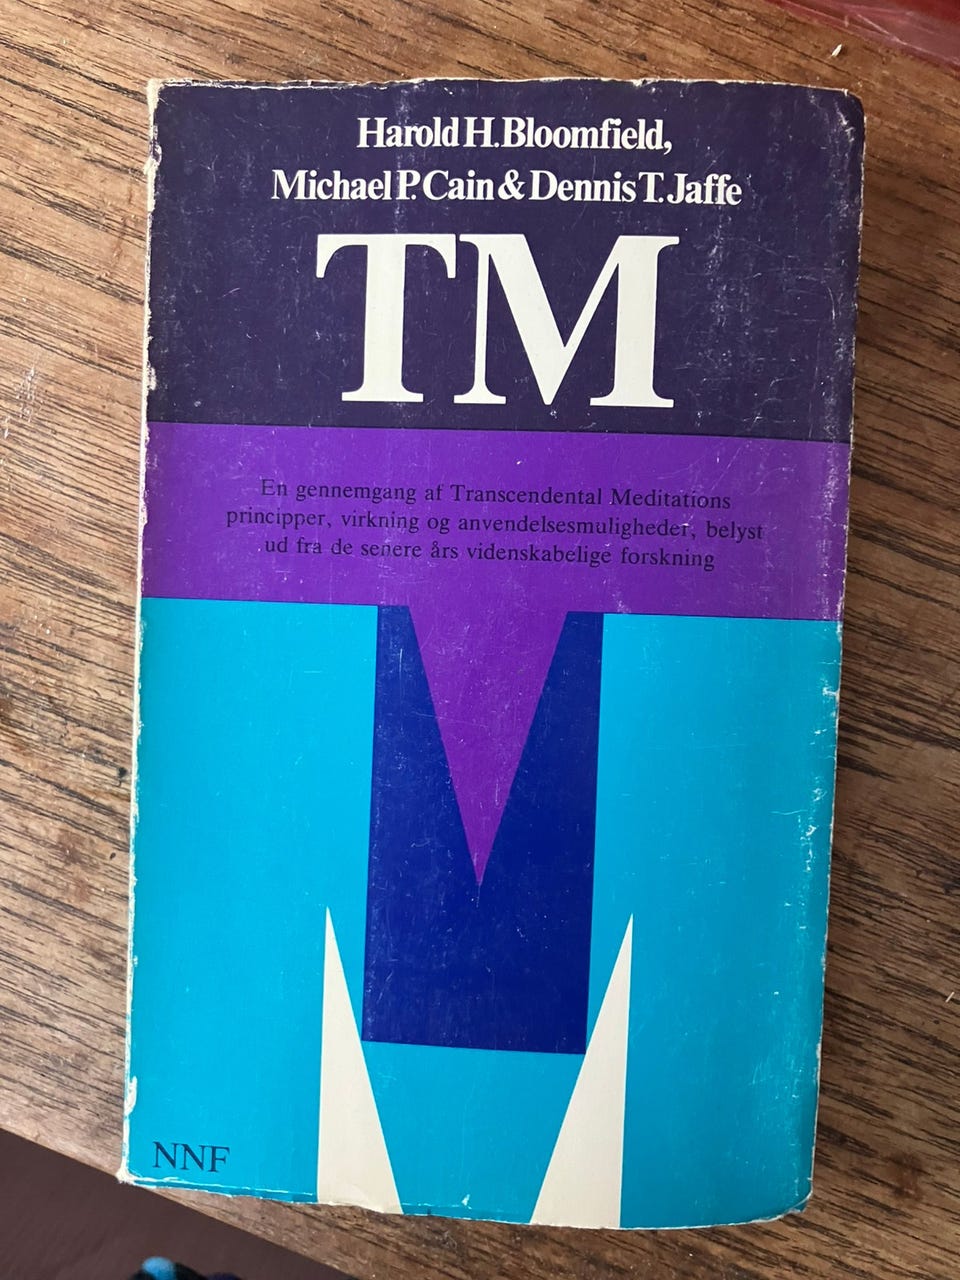 Harold H. Bloomfield,
Michael P. Cain & Dennis T. Jaffe
TM
En gennemgang af Transcendental Meditations
principper, virkning og anvendelsesmuligheder, belyst
ud fra de senere års videnskabelige forskning
NNF